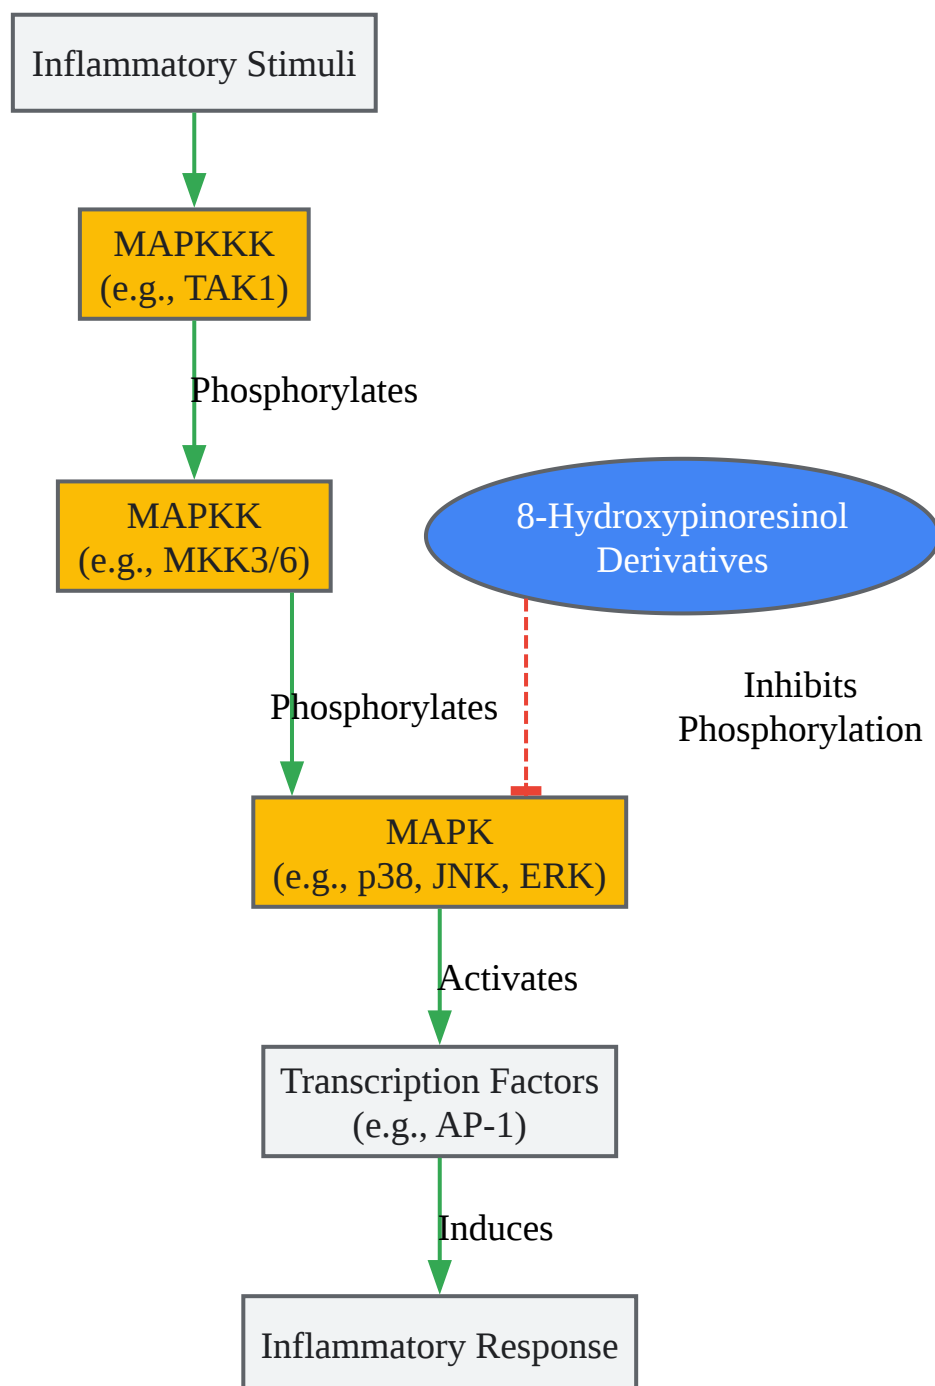 Inflammatory Stimuli
MAPKKK
(e.g., TAK1)
Phosphorylates
MAPKK
(e.g., MKK3/6)
8-Hydroxypinoresinol
Derivatives
Phosphorylates
Inhibits
Phosphorylation
MAPK
(e.g., p38, JNK, ERK)
Activates
Transcription Factors
(e.g., AP-1)
Induces
Inflammatory Response